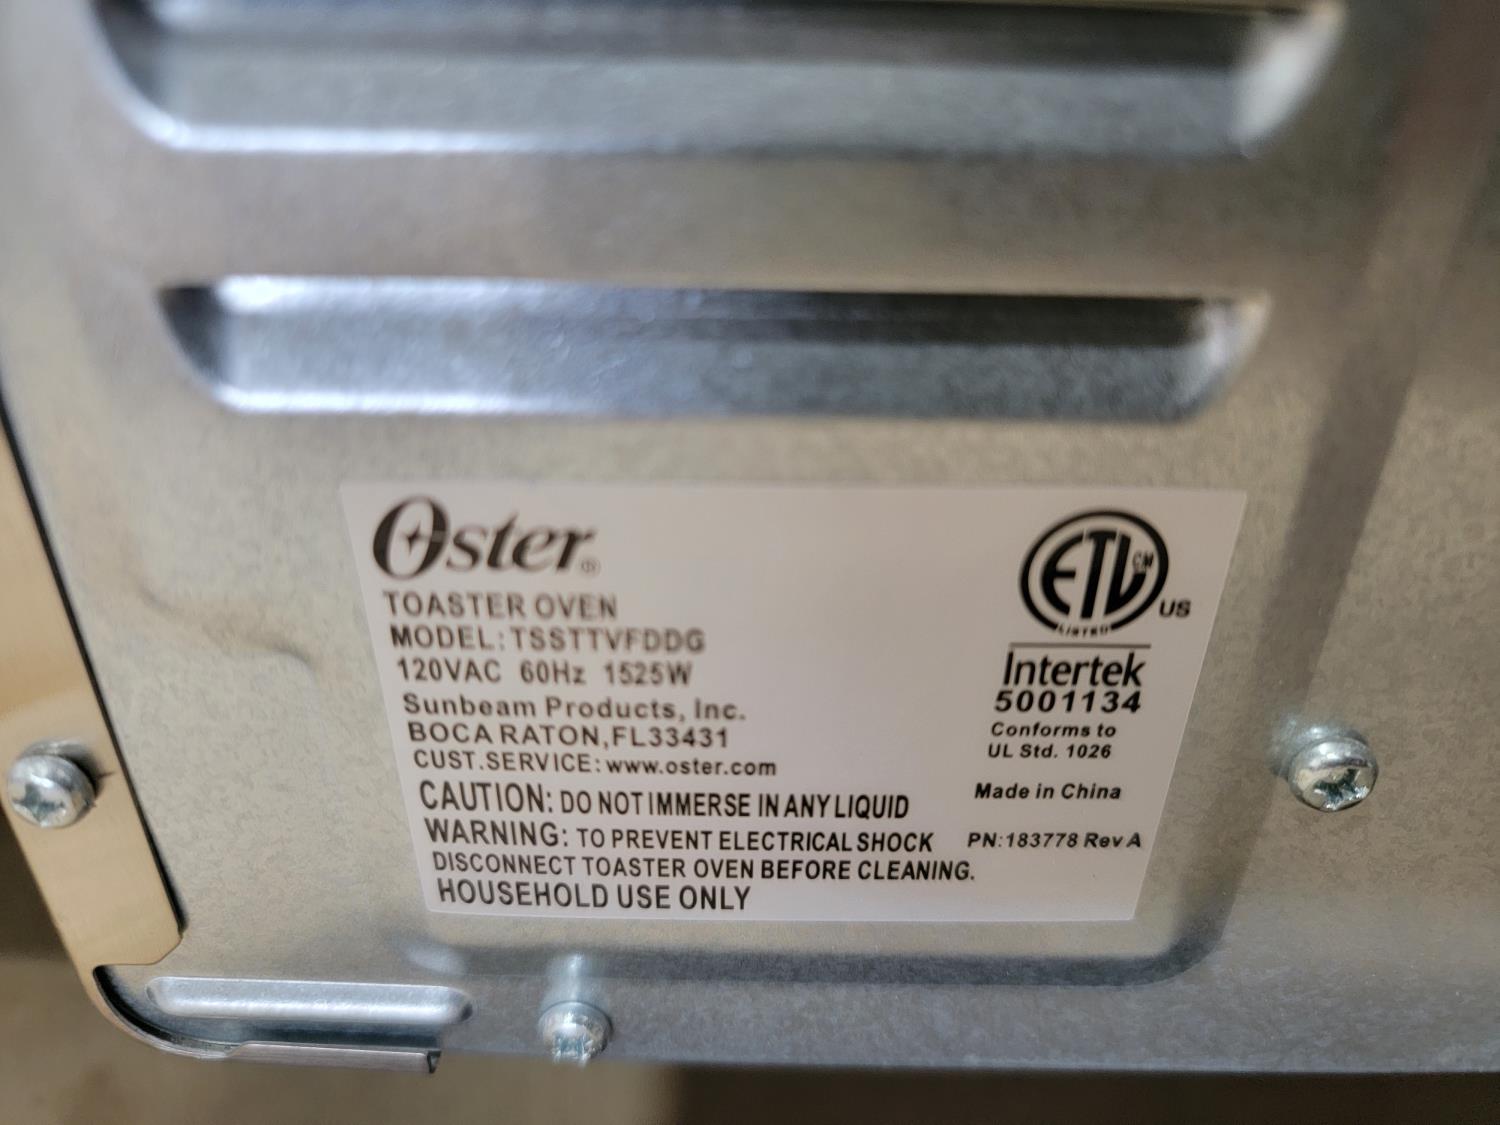 Oster®
TOASTER OVEN
MODEL: TSSTTVFDDG
120VAC 60Hz 1525W
Sunbeam Products, Inc.
BOCA RATON, FL33431
CUST.SERVICE: www.oster.com
CAUTION: DO NOT IMMERSE IN ANY LIQUID
WARNING: TO PREVENT ELECTRICAL SHOCK
DISCONNECT TOASTER OVEN BEFORE CLEANING.
HOUSEHOLD USE ONLY
ETL CM
US
LISTED
Intertek
5001134
Conforms to
UL Std. 1026
Made in China
PN:183778 Rev A